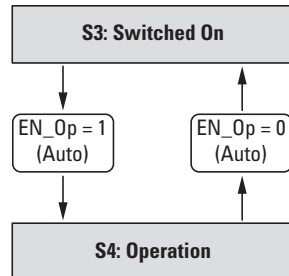 S3: Switched On
EN_Op = 1
(Auto)
EN_Op = 0
(Auto)
S4: Operation